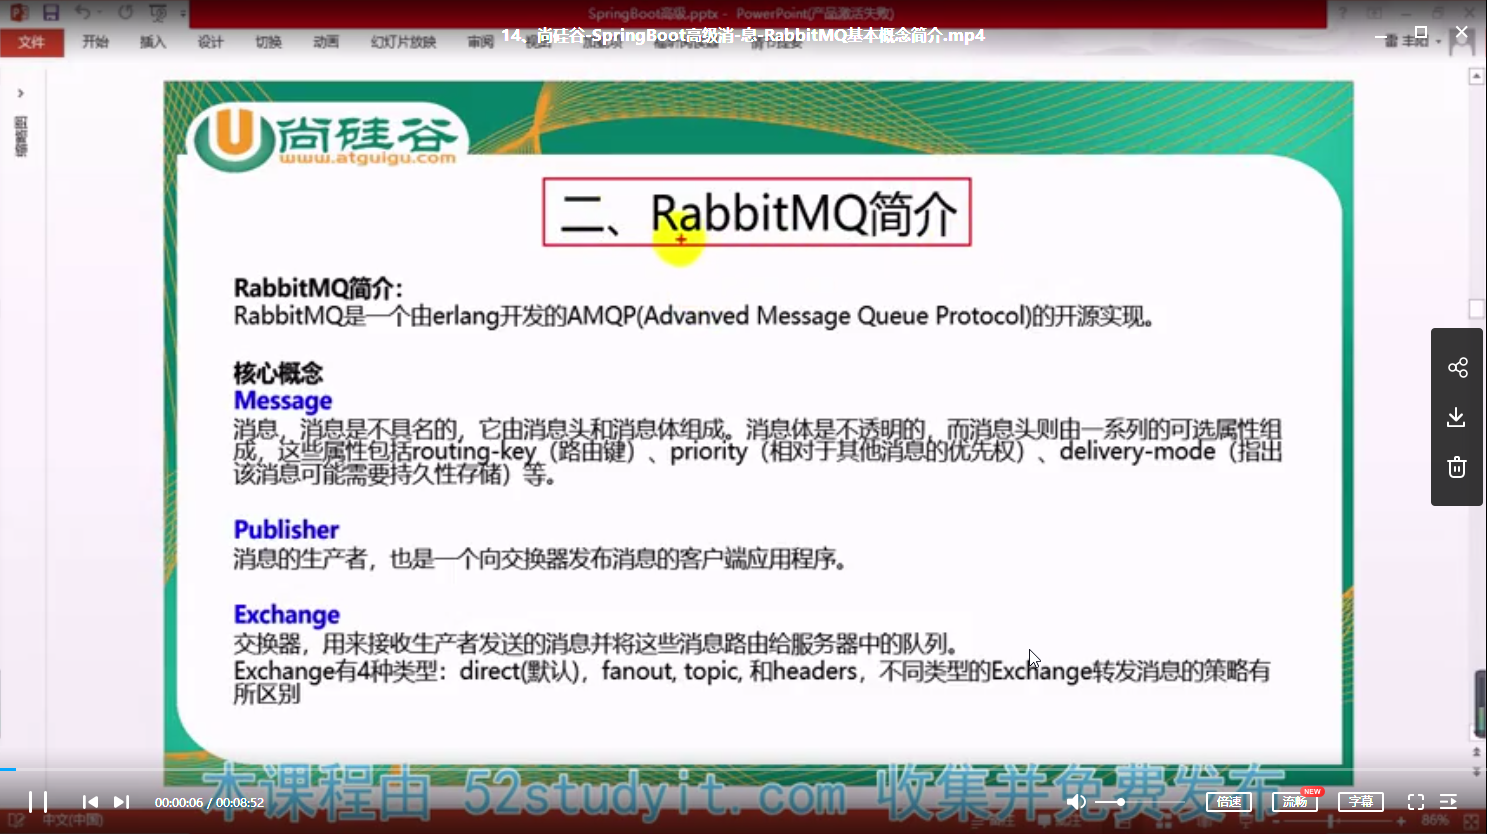 SpringBoot高级.pptx - PowerPoint(产品激活失败)
14、尚硅谷-SpringBoot高级消-息-RabbitMQ基本概念简介.mp4
文件 开始 插入 设计 切换 动画 幻灯片放映 审阅
雷 丰阳
缩略图
尚硅谷
www.atguigu.com
二、RabbitMQ简介
RabbitMQ简介：
RabbitMQ是一个由erlang开发的AMQP(Advanved Message Queue Protocol)的开源实现。
核心概念
Message
消息，消息是不具名的，它由消息头和消息体组成。消息体是不透明的，而消息头则由一系列的可选属性组
成，这些属性包括routing-key（路由键）、priority（相对于其他消息的优先权）、delivery-mode（指出
该消息可能需要持久性存储）等。
Publisher
消息的生产者，也是一个向交换器发布消息的客户端应用程序。
Exchange
交换器，用来接收生产者发送的消息并将这些消息路由给服务器中的队列。
Exchange有4种类型：direct(默认)，fanout, topic, 和headers，不同类型的Exchange转发消息的策略有
所区别
本课程由 52studyit.com 收集并免费发布
00:00:06 / 00:08:52
倍速 流畅 NEW 字幕
中文(中国)
86%